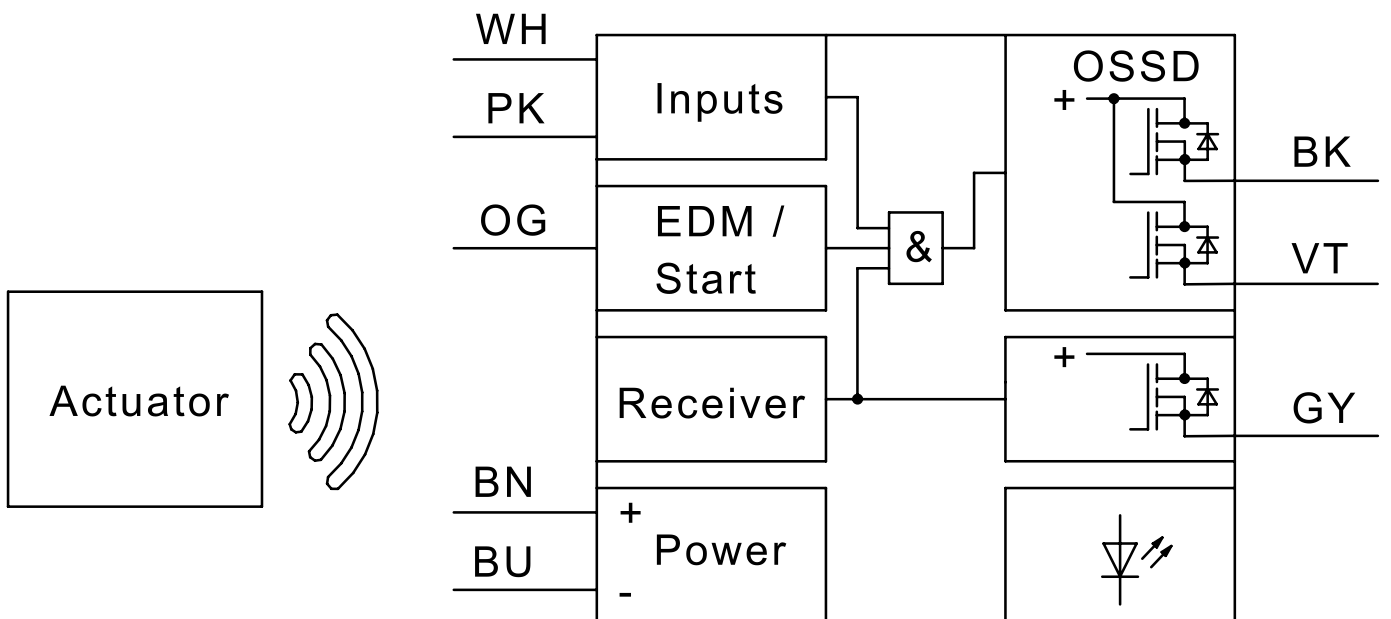 WH
Inputs
OSSD
PK
+
BK
OG
EDM /
Start
&
VT
Actuator
Receiver
+
GY
BN
+
Power
BU
-